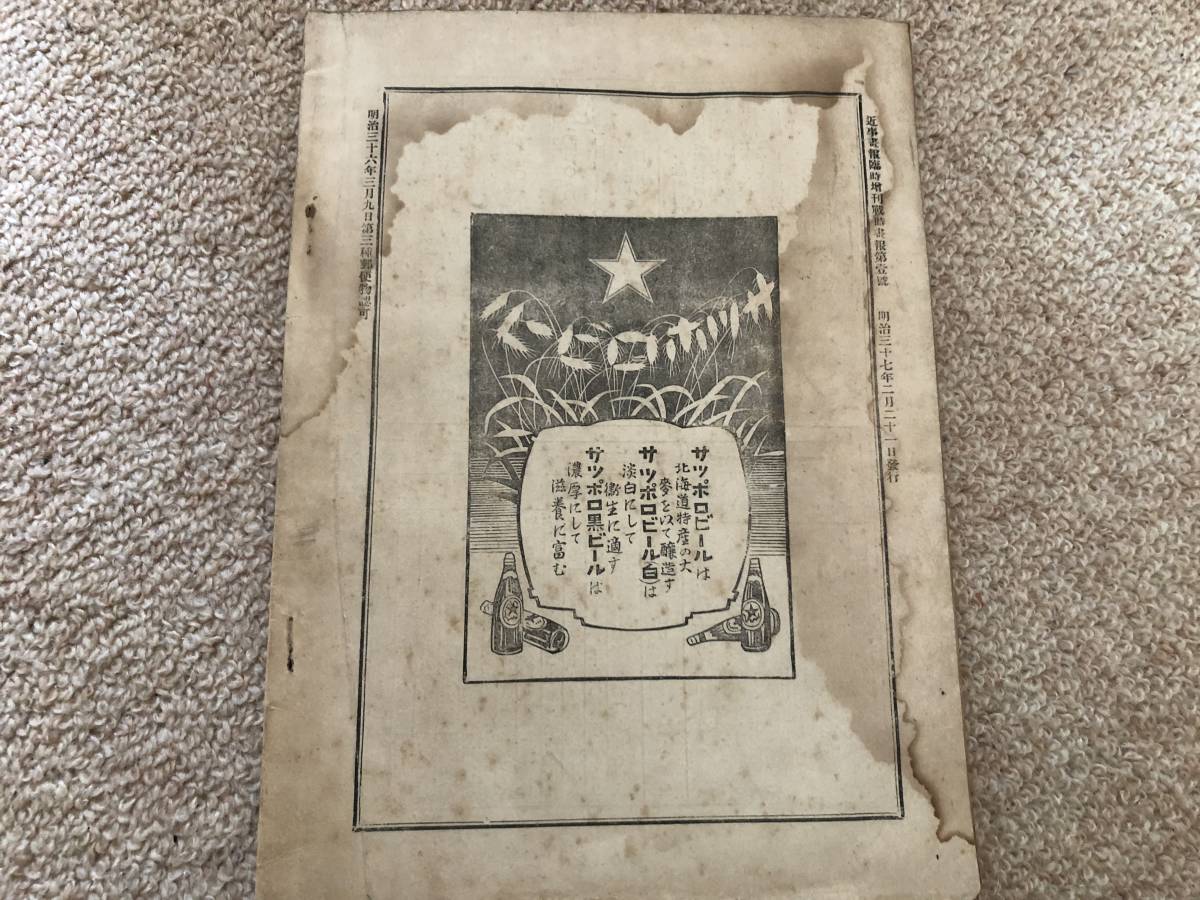 近事畫報臨時增刊戰時畫報第壹號　明治三十七年二月二十一日發行
サツポロビール
サツポロビールは
北海道特産の大
麥を以て醸造す
サツポロビール(白)は
淡白にして
衞生に適す
サツポロ黒ビールは
濃厚にして
滋養に富む
明治三十六年三月九日第三種郵便物認可